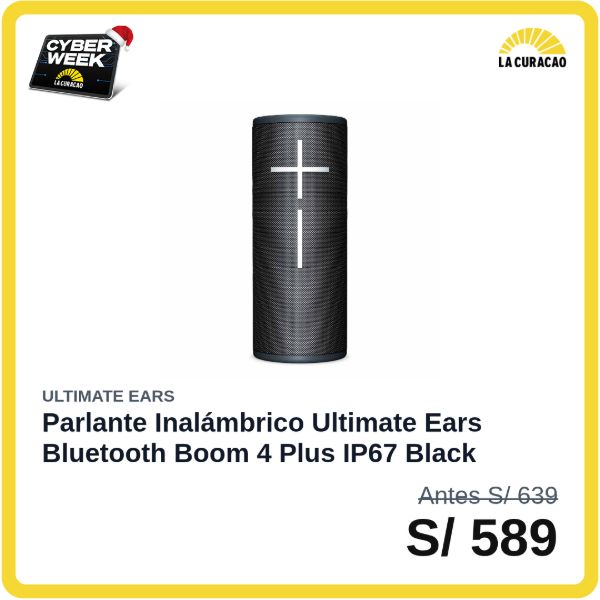 CYBER
WEEK
LA CURACAO
LA CURACAO
ULTIMATE EARS
Parlante Inalámbrico Ultimate Ears
Bluetooth Boom 4 Plus IP67 Black
Antes S/ 639
S/ 589